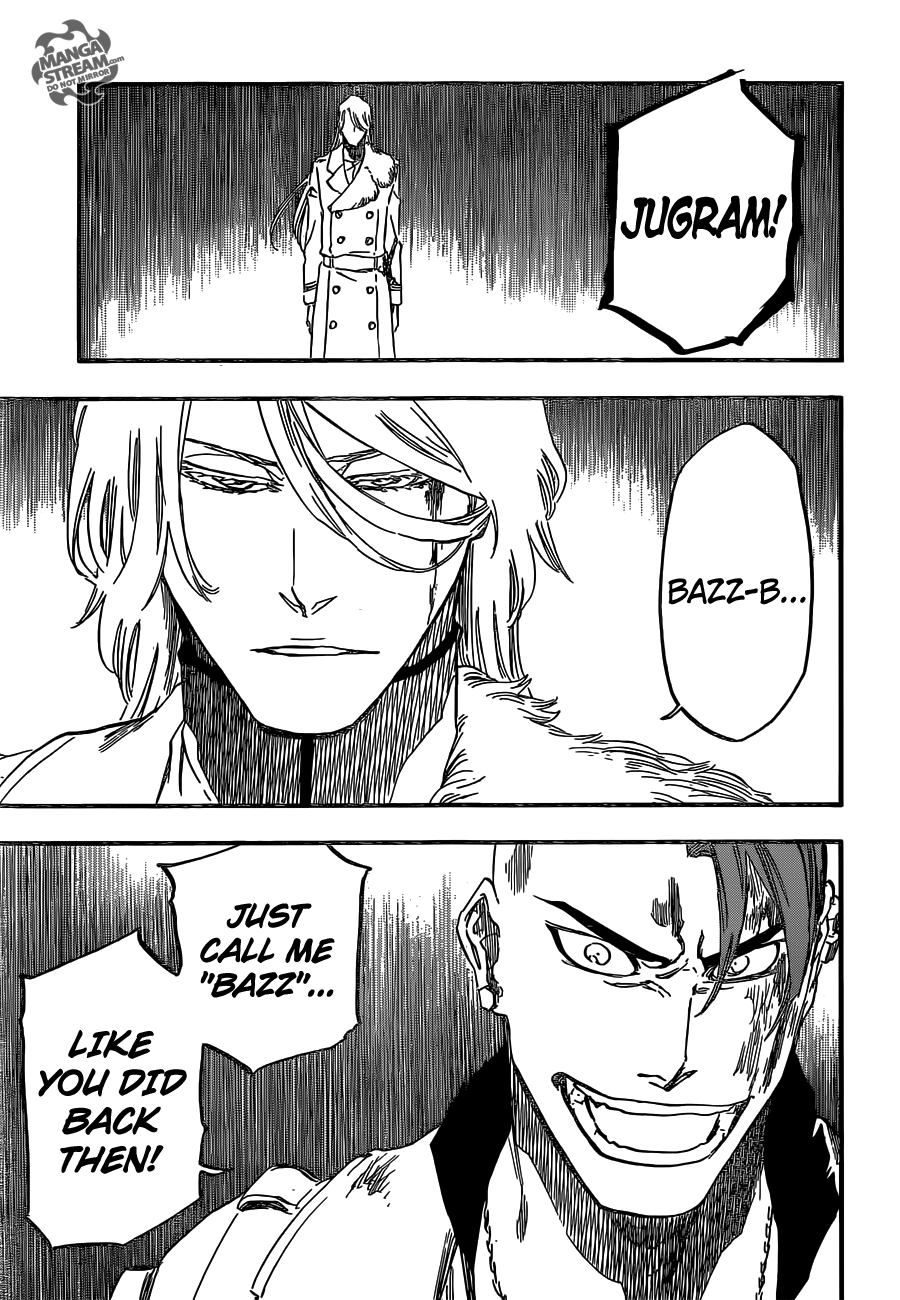 MANGA
STREAM.com
DO NOT MIRROR
JUGRAM!
BAZZ-B...
JUST
CALL ME
"BAZZ"...
LIKE
YOU DID
BACK
THEN!